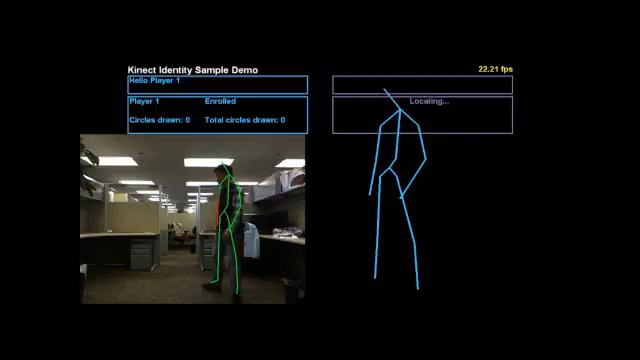 Kinect Identity Sample Demo
22.21 fps
Hello Player 1
Player 1 Enrolled
Locating...
Circles drawn: 0 Total circles drawn: 0